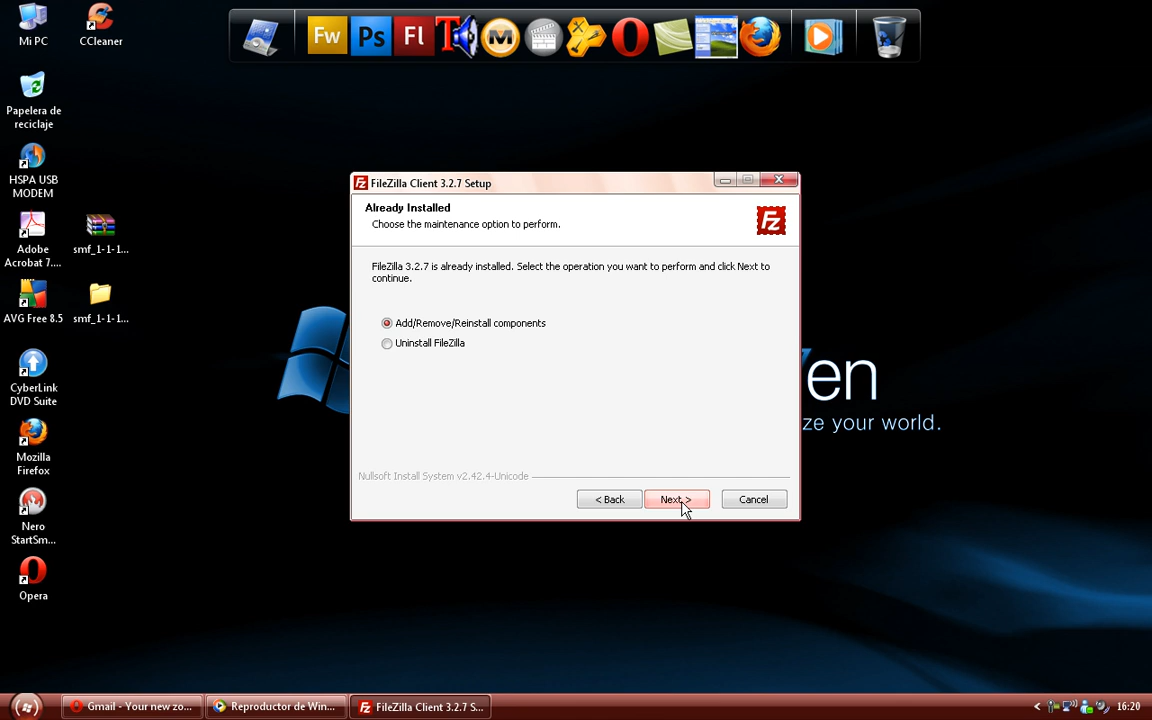 Mi PC
CCleaner
Fw
Ps
Fl
Papelera de
reciclaje
HSPA USB
MODEM
Adobe
Acrobat 7....
smf_1-1-1...
AVG Free 8.5
smf_1-1-1...
CyberLink
DVD Suite
Mozilla
Firefox
Nero
StartSm...
Opera
FileZilla Client 3.2.7 Setup
Already Installed
Choose the maintenance option to perform.
Fz
FileZilla 3.2.7 is already installed. Select the operation you want to perform and click Next to
continue.
Add/Remove/Reinstall components
Uninstall FileZilla
Nullsoft Install System v2.42.4-Unicode
< Back
Next >
Cancel
en
ze your world.
Gmail - Your new zo...
Reproductor de Win...
FileZilla Client 3.2.7 S...
16:20